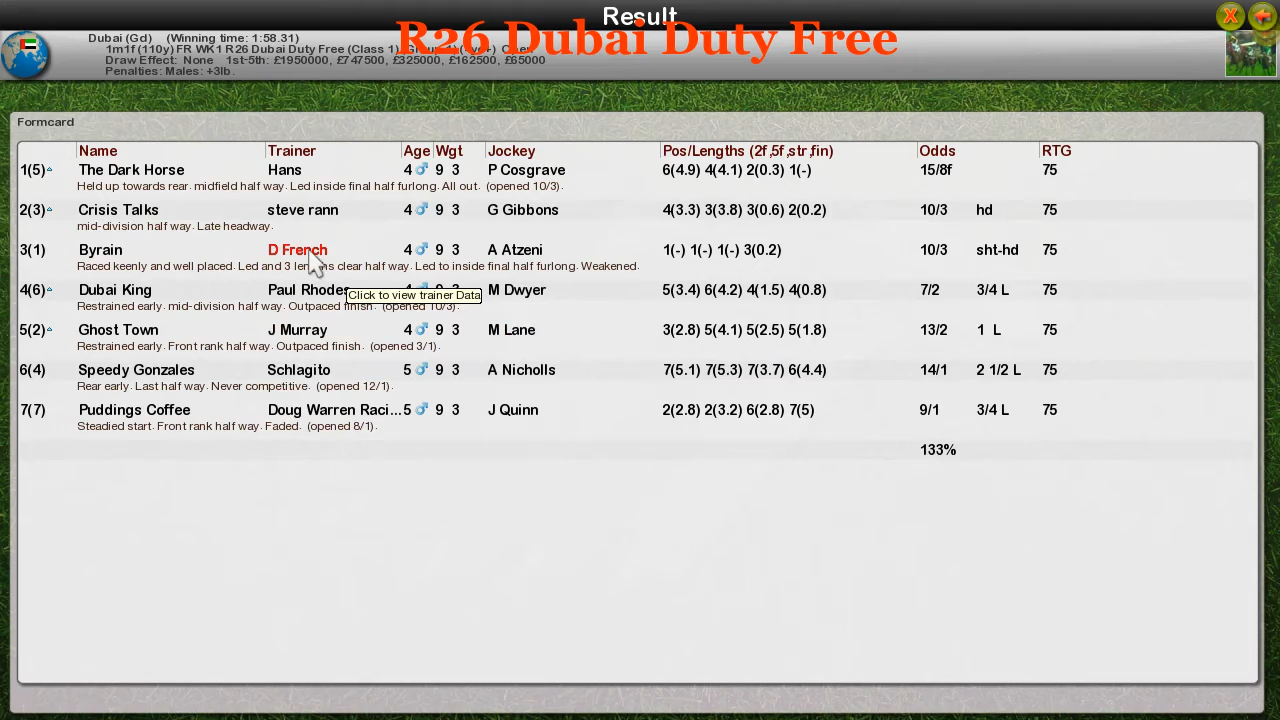 Result
R26 Dubai Duty Free
Dubai (Gd) (Winning time: 1:58.31)
1m1f (110y) FR WK1 R26 Dubai Duty Free (Class 1)
Draw Effect: None 1st-5th: £1950000, £747500, £325000, £162500, £65000
Penalties: Males: +3lb.
Formcard
Name Trainer Age Wgt Jockey Pos/Lengths (2f,5f,str,fin) Odds RTG
1(5) The Dark Horse Hans 4 9 3 P Cosgrave 6(4.9) 4(4.1) 2(0.3) 1(-) 15/8f 75
Held up towards rear. midfield half way. Led inside final half furlong. All out. (opened 10/3).
2(3) Crisis Talks steve rann 4 9 3 G Gibbons 4(3.3) 3(3.8) 3(0.6) 2(0.2) 10/3 hd 75
mid-division half way. Late headway.
3(1) Byrain D French 4 9 3 A Atzeni 1(-) 1(-) 1(-) 3(0.2) 10/3 sht-hd 75
Raced keenly and well placed. Led and 3 lengths clear half way. Led to inside final half furlong. Weakened.
4(6) Dubai King Paul Rhodes 9 3 M Dwyer 5(3.4) 6(4.2) 4(1.5) 4(0.8) 7/2 3/4 L 75
Click to view trainer Data
Restrained early. mid-division half way. Outpaced finish. (opened 10/3).
5(2) Ghost Town J Murray 4 9 3 M Lane 3(2.8) 5(4.1) 5(2.5) 5(1.8) 13/2 1 L 75
Restrained early. Front rank half way. Outpaced finish. (opened 3/1).
6(4) Speedy Gonzales Schlagito 5 9 3 A Nicholls 7(5.1) 7(5.3) 7(3.7) 6(4.4) 14/1 2 1/2 L 75
Rear early. Last half way. Never competitive. (opened 12/1).
7(7) Puddings Coffee Doug Warren Raci... 5 9 3 J Quinn 2(2.8) 2(3.2) 6(2.8) 7(5) 9/1 3/4 L 75
Steadied start. Front rank half way. Faded. (opened 8/1).
133%